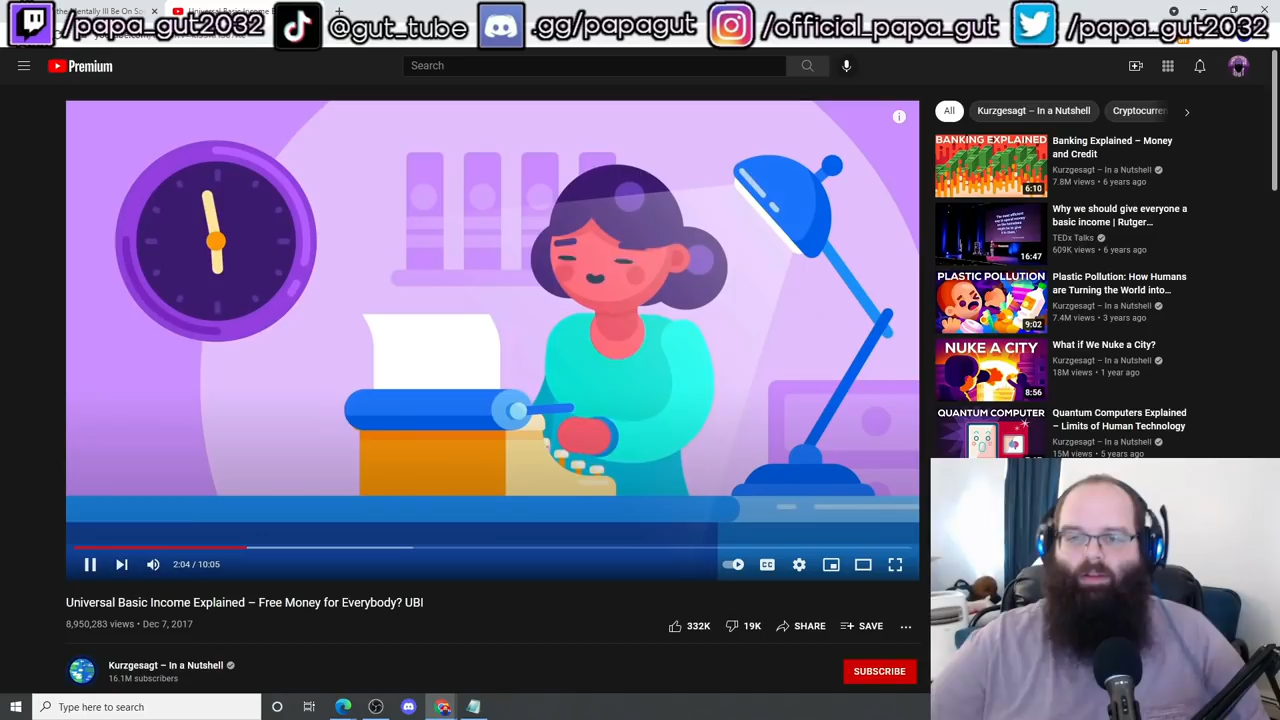 /papa_gut2032
@gut_tube
.gg/papagut
/official_papa_gut
/papa_gut2032
Premium
Search
All
Kurzgesagt – In a Nutshell
BANKING EXPLAINED
6:10
Banking Explained – Money
and Credit
Kurzgesagt – In a Nutshell
7.8M views • 6 years ago
16:47
Why we should give everyone a
basic income | Rutger...
TEDx Talks
609K views • 6 years ago
PLASTIC POLLUTION
9:02
Plastic Pollution: How Humans
are Turning the World into...
Kurzgesagt – In a Nutshell
7.4M views • 3 years ago
NUKE A CITY
8:56
What if We Nuke a City?
Kurzgesagt – In a Nutshell
18M views • 1 year ago
QUANTUM COMPUTER
Quantum Computers Explained
– Limits of Human Technology
Kurzgesagt – In a Nutshell
15M views • 5 years ago
2:04 / 10:05
CC
Universal Basic Income Explained – Free Money for Everybody? UBI
8,950,283 views • Dec 7, 2017
332K
19K
SHARE
SAVE
Kurzgesagt – In a Nutshell
16.1M subscribers
SUBSCRIBE
Type here to search